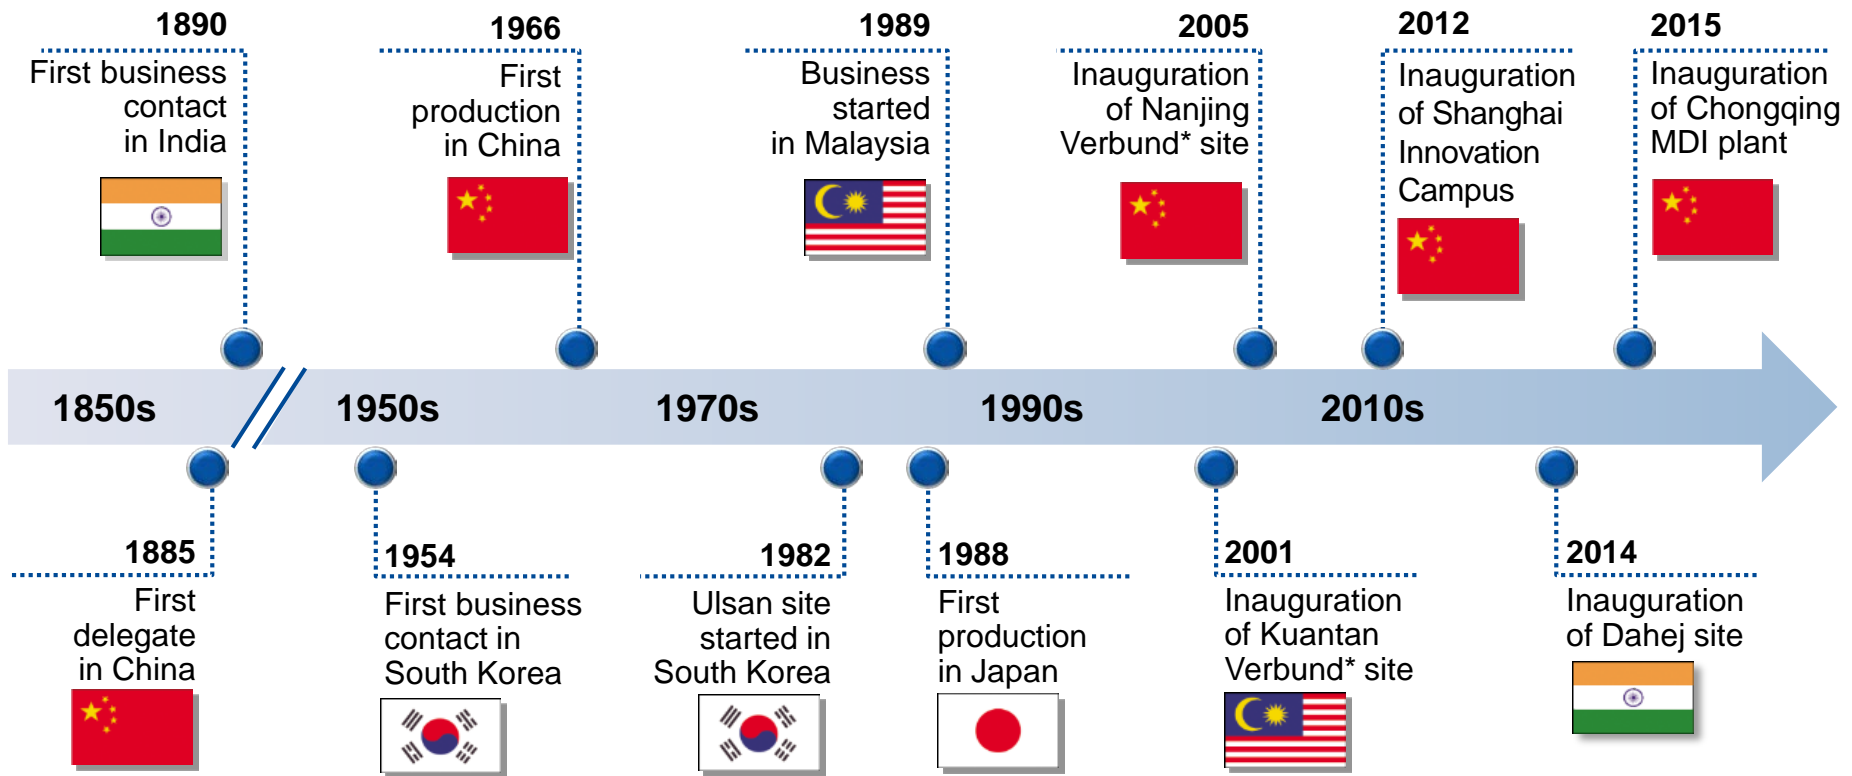 1890
First business
contact
in India
1966
First
production
in China
1989
Business
started
in Malaysia
2005
Inauguration
of Nanjing
Verbund* site
2012
Inauguration
of Shanghai
Innovation
Campus
2015
Inauguration
of Chongqing
MDI plant
1850s
1950s
1970s
1990s
2010s
1885
First
delegate
in China
1954
First business
contact in
South Korea
1982
Ulsan site
started in
South Korea
1988
First
production
in Japan
2001
Inauguration
of Kuantan
Verbund* site
2014
Inauguration
of Dahej site